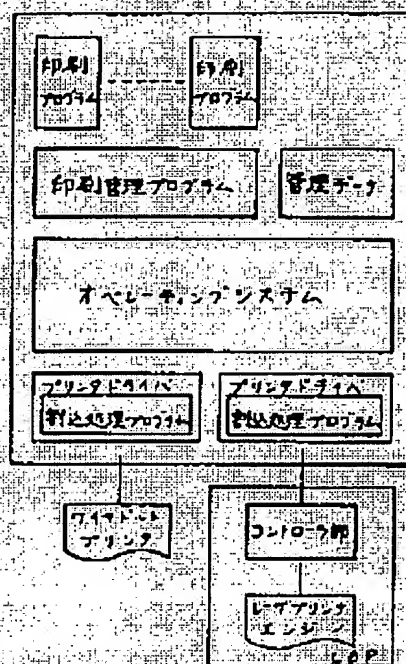 印刷
プログラム
印刷
プログラム
印刷管理プログラム
管理データ
オペレーティングシステム
プリンタドライバ
割込処理プログラム
プリンタドライバ
割込処理プログラム
ワイヤドット
プリンタ
コントローラ部
レーザプリンタ
エンジン
LBP